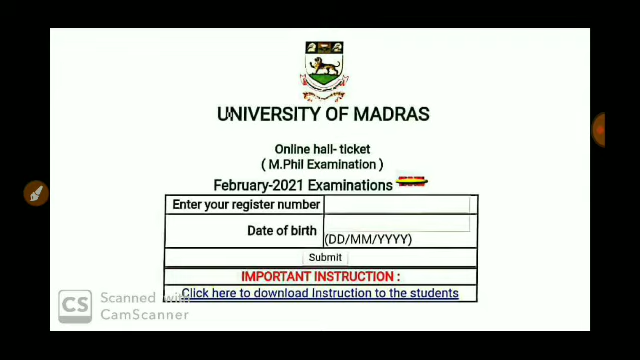 UNIVERSITY OF MADRAS
Online hall- ticket
( M.Phil Examination )
February-2021 Examinations
Enter your register number
Date of birth
(DD/MM/YYYY)
Submit
IMPORTANT INSTRUCTION :
Click here to download Instruction to the students
CS Scanned with
CamScanner